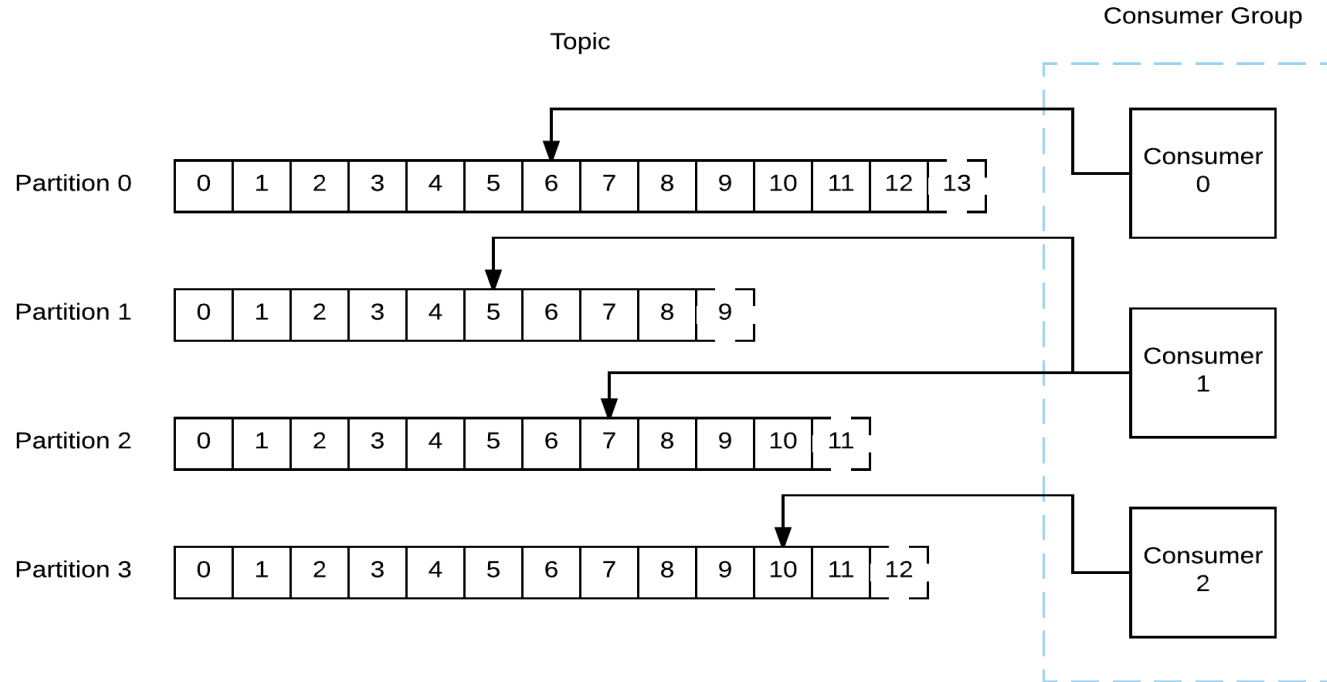 Consumer Group
Topic
Partition 0 0 1 2 3 4 5 6 7 8 9 10 11 12 13
Consumer
0
Partition 1 0 1 2 3 4 5 6 7 8 9
Consumer
1
Partition 2 0 1 2 3 4 5 6 7 8 9 10 11
Partition 3 0 1 2 3 4 5 6 7 8 9 10 11 12
Consumer
2